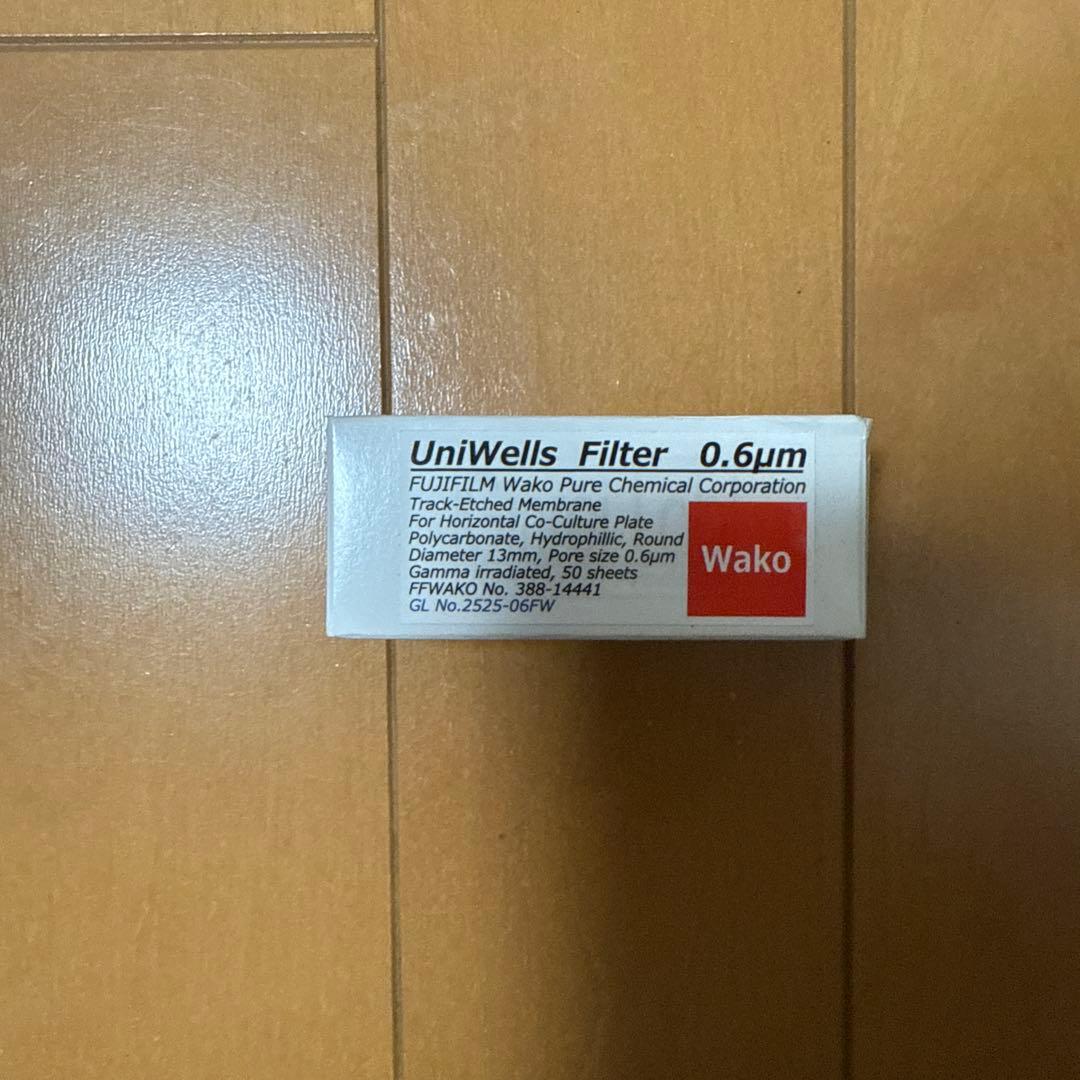 UniWells Filter 0.6µm
FUJIFILM Wako Pure Chemical Corporation
Track-Etched Membrane
For Horizontal Co-Culture Plate
Polycarbonate, Hydrophillic, Round
Diameter 13mm, Pore size 0.6µm
Gamma irradiated, 50 sheets
FFWAKO No. 388-14441
GL No.2525-06FW
Wako